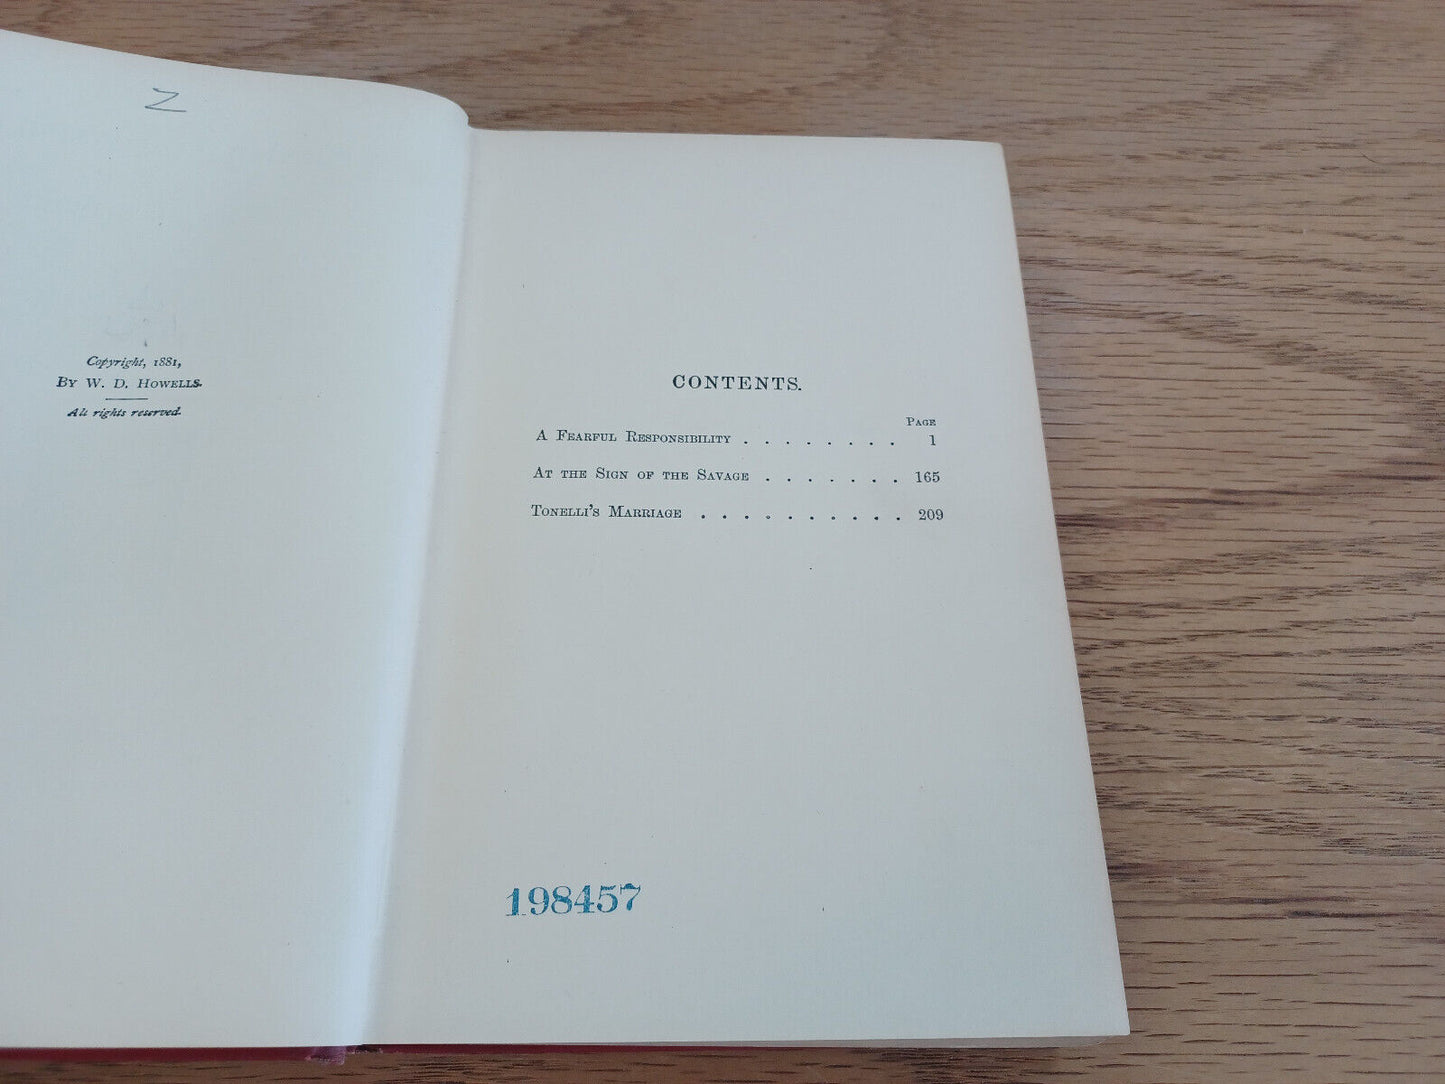 Z
Copyright, 1881,
By W. D. Howells.
All rights reserved.
CONTENTS.
Page
A Fearful Responsibility . . . . . . . . 1
At the Sign of the Savage . . . . . . . 165
Tonelli's Marriage . . . . . . . . . . 209
198457